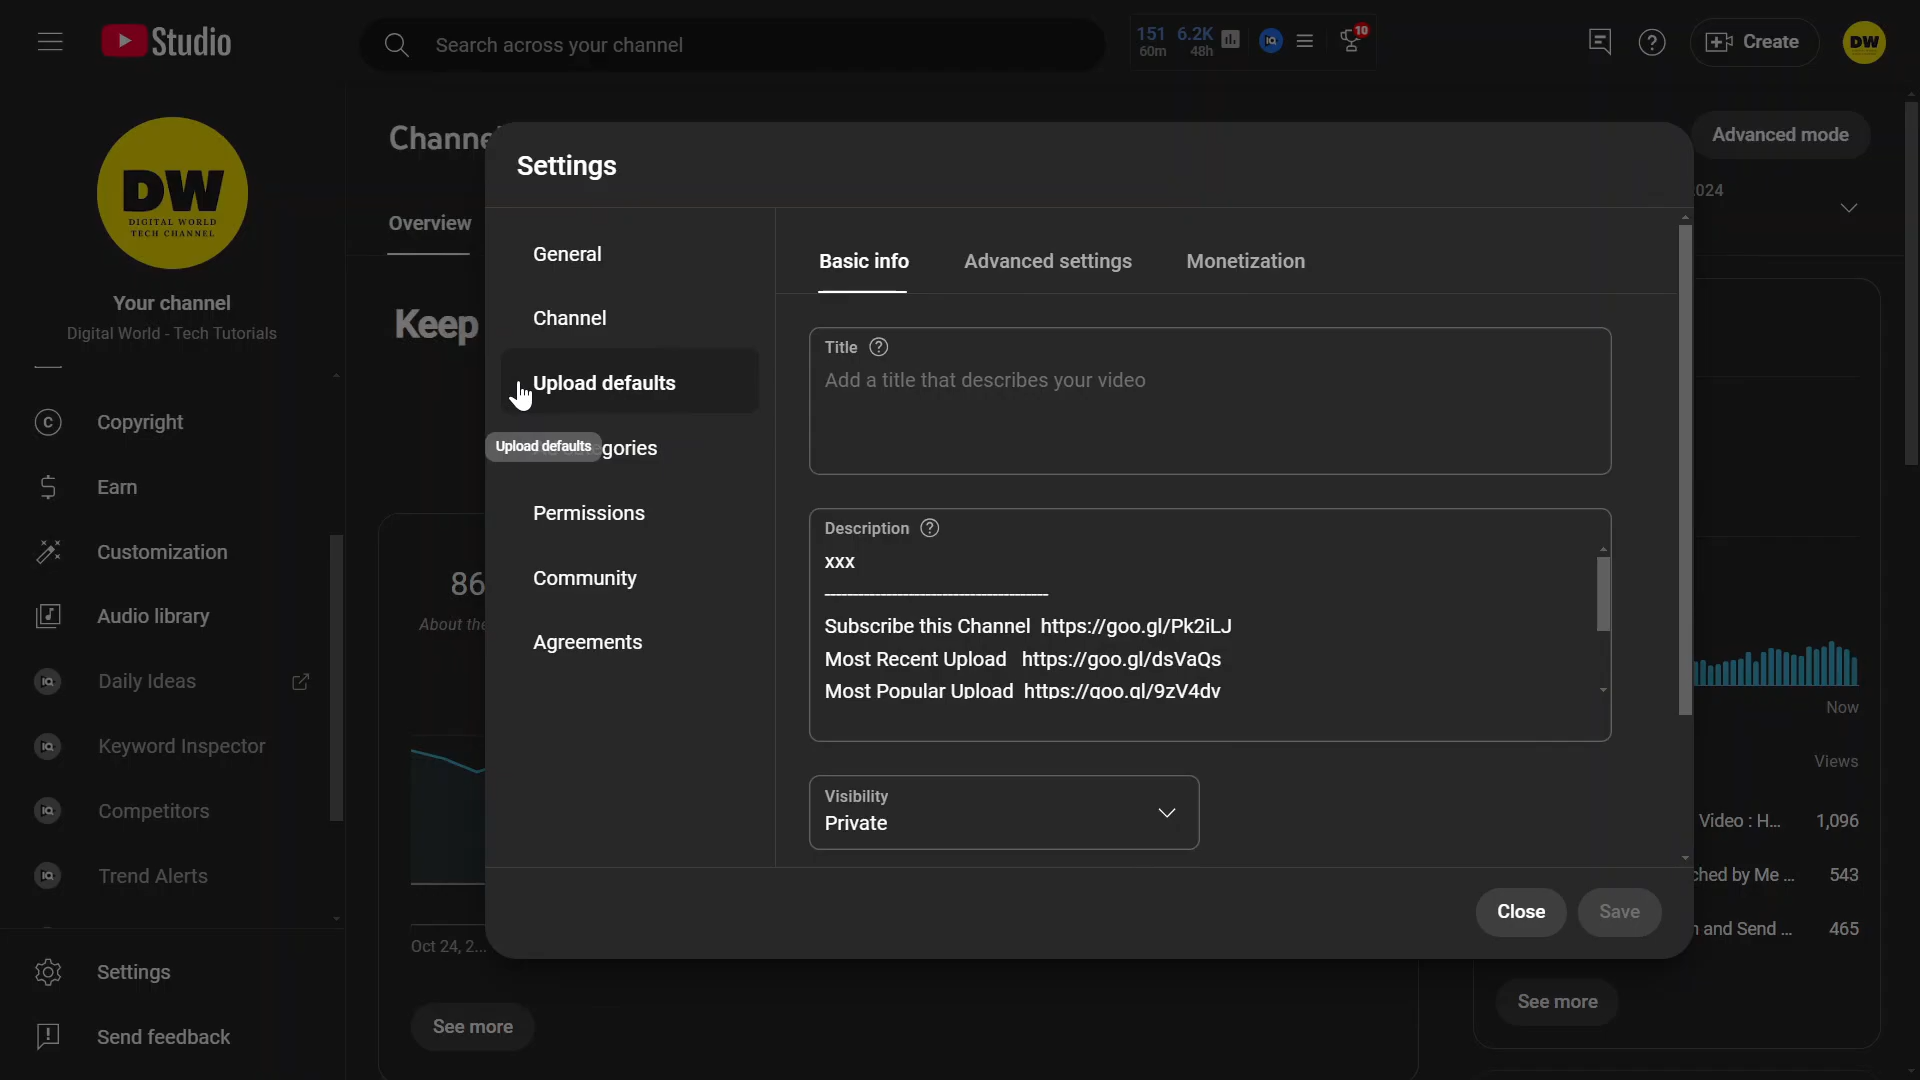 Studio
Search across your channel
151 6.2K
60m 48h
10
Create
DW
DW
DIGITAL WORLD
TECH CHANNEL
Your channel
Digital World - Tech Tutorials
Copyright
Earn
Customization
Audio library
Daily Ideas
Keyword Inspector
Competitors
Trend Alerts
Settings
Send feedback
Channel
Advanced mode
Overview
2024
Keep
86
About the
Oct 24, 2...
See more
Settings
General
Channel
Upload defaults
Upload defaults
gories
Permissions
Community
Agreements
Basic info
Advanced settings
Monetization
Title
Add a title that describes your video
Description
xxx
----------------------------------------
Subscribe this Channel https://goo.gl/Pk2iLJ
Most Recent Upload https://goo.gl/dsVaQs
Most Popular Upload https://goo.gl/9zV4dv
Visibility
Private
Close
Save
Now
Views
Video : H... 1,096
ched by Me ... 543
n and Send ... 465
See more